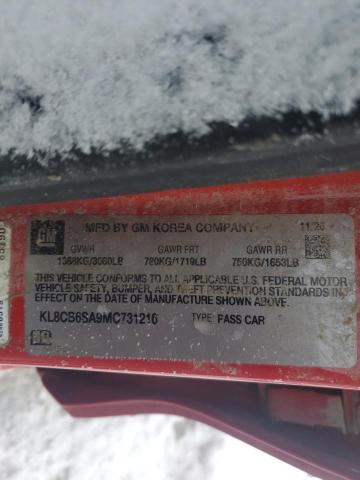 GM
MFD BY GM KOREA COMPANY
11/20
GVWR GAWR FRT GAWR RR
1388KG/3060LB 780KG/1719LB 750KG/1653LB
THIS VEHICLE CONFORMS TO ALL APPLICABLE U.S. FEDERAL MOTOR
VEHICLE SAFETY, BUMPER, AND THEFT PREVENTION STANDARDS
IN EFFECT ON THE DATE OF MANUFACTURE SHOWN ABOVE.
KL8CB6SA9MC731216 TYPE: PASS CAR